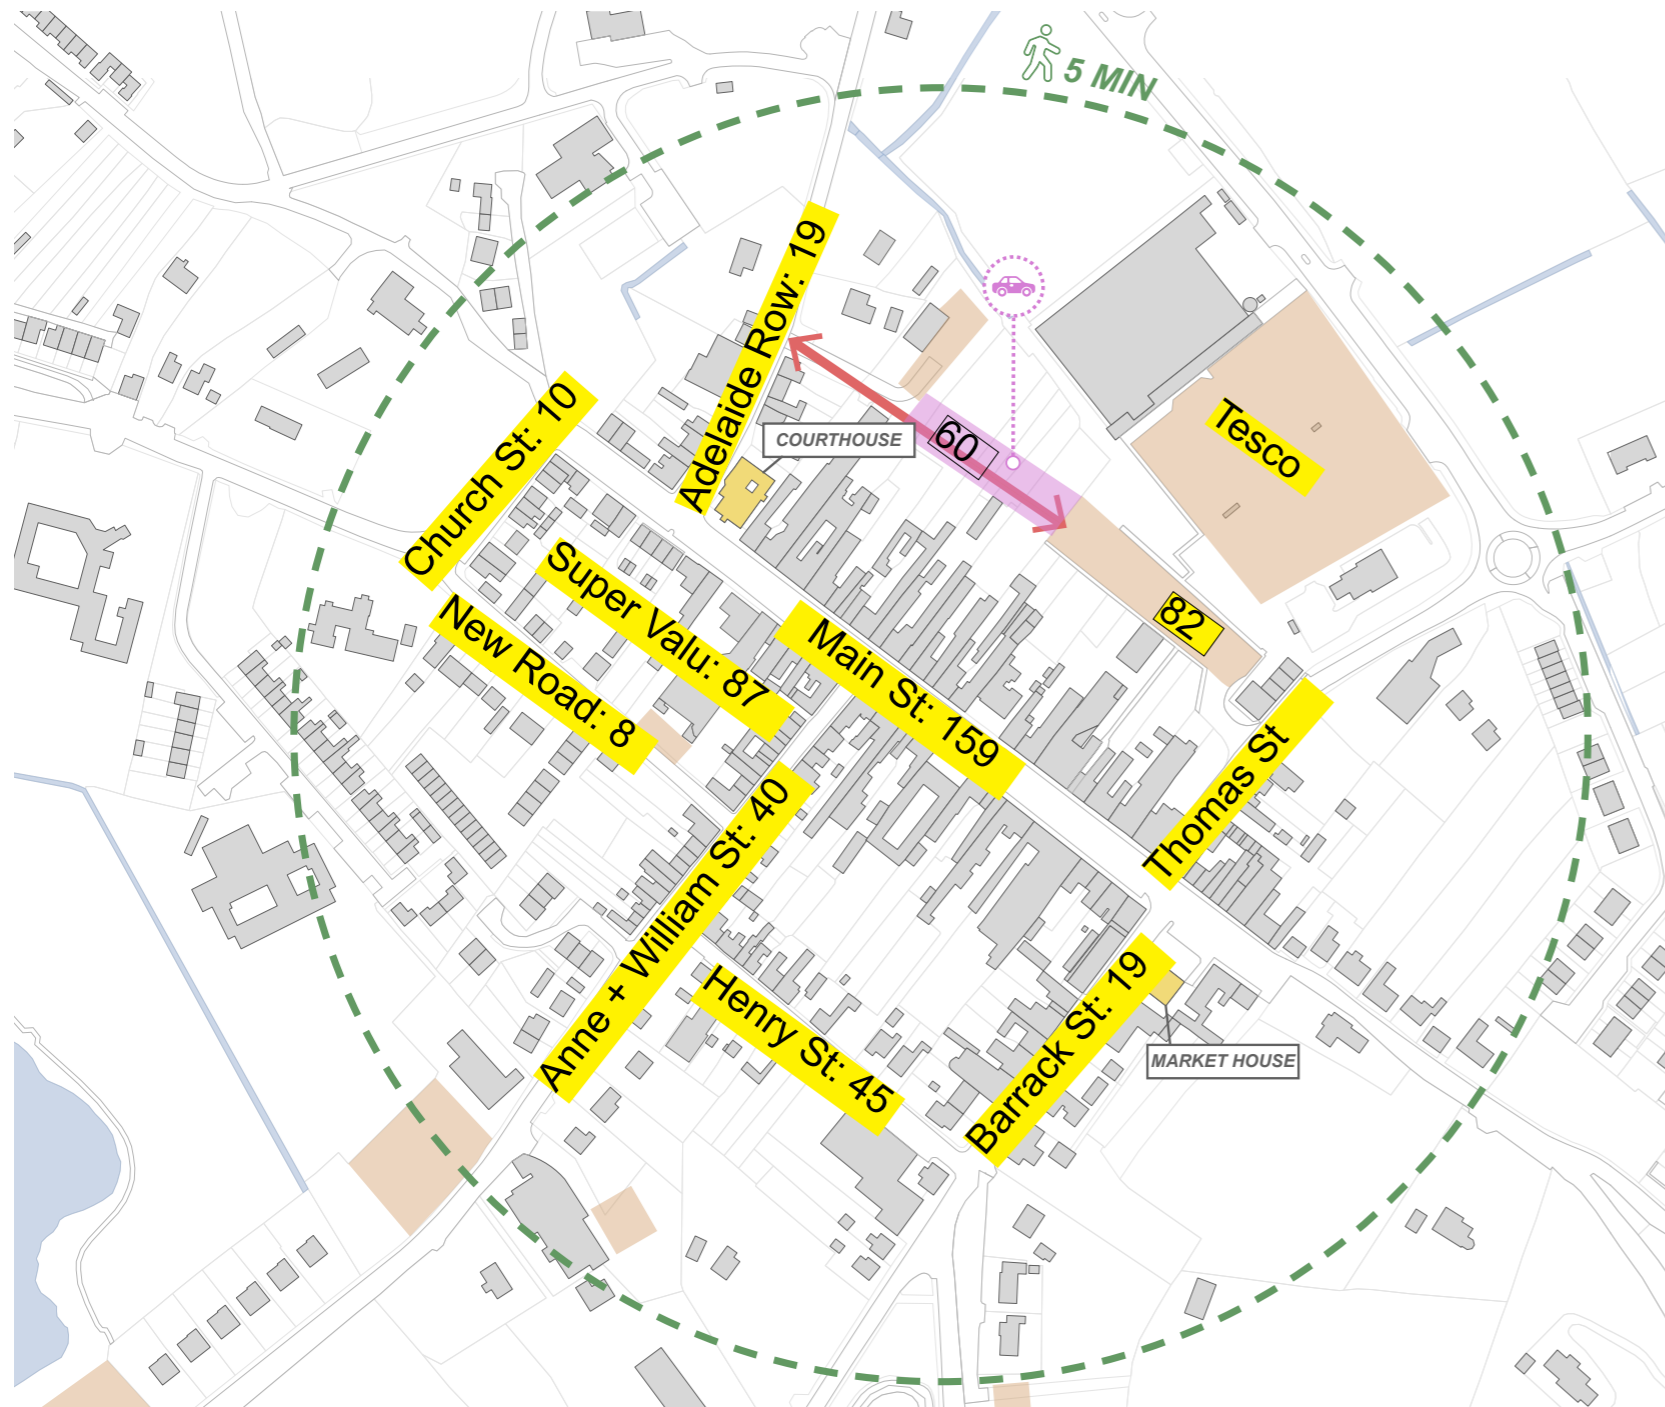 5 MIN
Adelaide Row: 19
Church St: 10
COURTHOUSE
60
Tesco
Super Valu: 87
New Road: 8
Main St: 159
82
Thomas St
Anne + William St: 40
Henry St: 45
Barrack St: 19
MARKET HOUSE